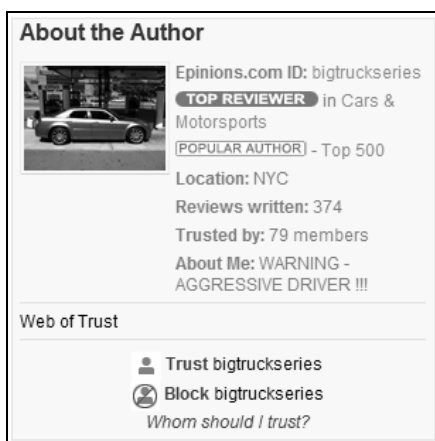 About the Author
Epinions.com ID: bigtruckseries
TOP REVIEWER in Cars &
Motorsports
POPULAR AUTHOR - Top 500
Location: NYC
Reviews written: 374
Trusted by: 79 members
About Me: WARNING -
AGGRESSIVE DRIVER !!!
Web of Trust
Trust bigtruckseries
Block bigtruckseries
Whom should I trust?